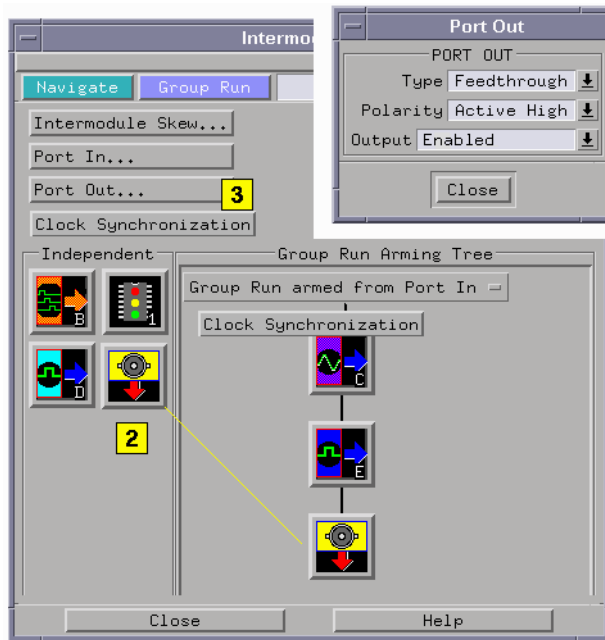 Intermo
Port Out
PORT OUT
Type Feedthrough
Polarity Active High
Output Enabled
Close
Navigate
Group Run
Intermodule Skew...
Port In...
Port Out...
3
Clock Synchronization
Independent
Group Run Arming Tree
Group Run armed from Port In
Clock Synchronization
B
1
C
D
2
E
Close
Help